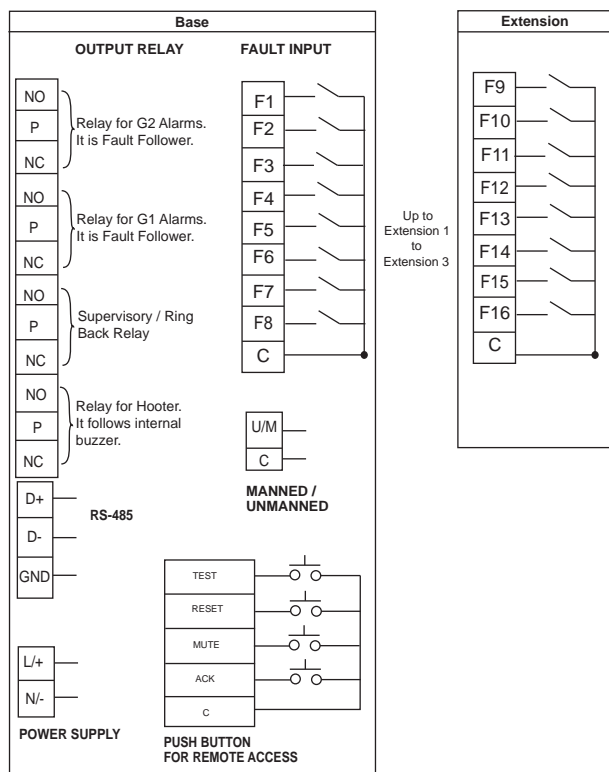 Base
OUTPUT RELAY
NO
P
NC
Relay for G2 Alarms.
It is Fault Follower.
NO
P
NC
Relay for G1 Alarms.
It is Fault Follower.
NO
P
NC
Supervisory / Ring
Back Relay
NO
P
NC
Relay for Hooter.
It follows internal
buzzer.
D+
D-
GND
RS-485
L/+
N/-
POWER SUPPLY
FAULT INPUT
F1
F2
F3
F4
F5
F6
F7
F8
C
U/M
C
MANNED /
UNMANNED
TEST
RESET
MUTE
ACK
C
PUSH BUTTON
FOR REMOTE ACCESS
Up to
Extension 1
to
Extension 3
Extension
F9
F10
F11
F12
F13
F14
F15
F16
C